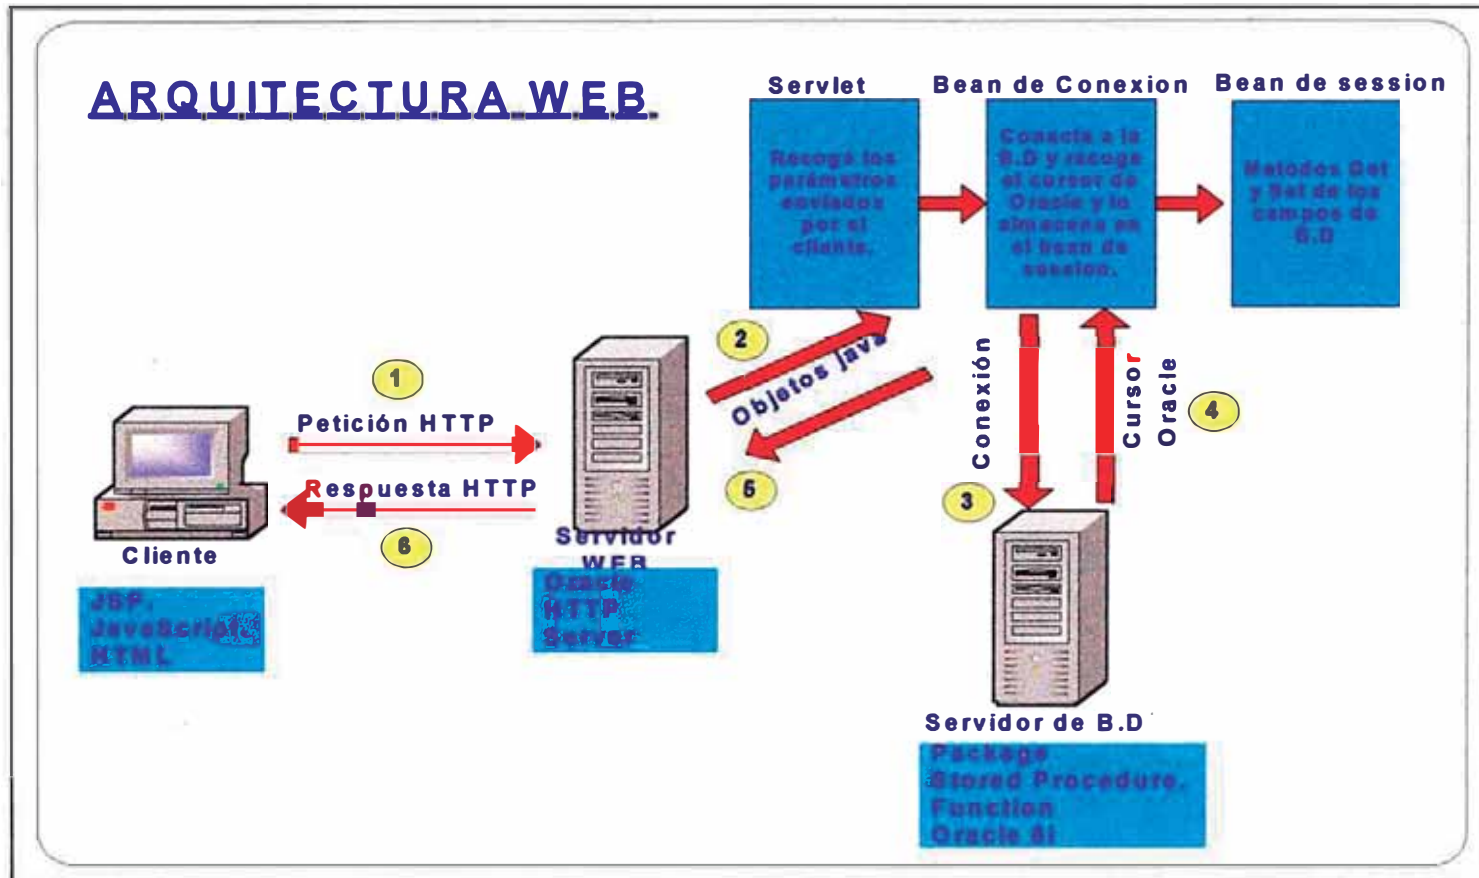 ARQUITECTURA WEB
Servlet
Bean de Conexion
Bean de session
Recoge los
parámetros
enviados
por el
cliente.
Conecta a la
B.D y recoge
el cursor de
Oracle y lo
almacena en
el bean de
session.
Metodos Get
y Set de los
campos de
B.D
1
Petición HTTP
Respuesta HTTP
6
2
Objetos java
5
Conexión
3
Cursor
Oracle
4
Cliente
JSP.
JavaScript.
HTML
Servidor
WEB
Oracle
HTTP
Server
Servidor de B.D
Package
Stored Procedure.
Function